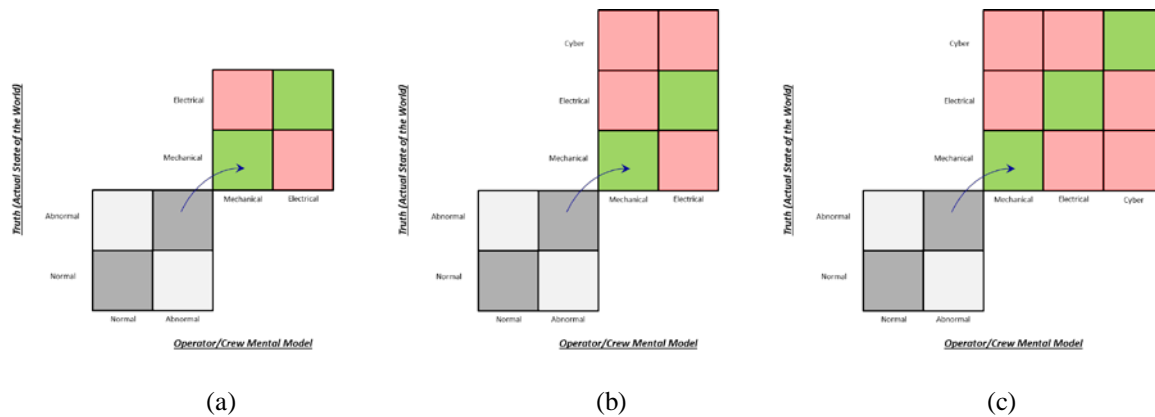 Truth (Actual State of the World)
Electrical
Mechanical
Mechanical Electrical
Abnormal
Normal
Normal Abnormal
Operator/Crew Mental Model
(a)
Truth (Actual State of the World)
Cyber
Electrical
Mechanical
Mechanical Electrical
Abnormal
Normal
Normal Abnormal
Operator/Crew Mental Model
(b)
Truth (Actual State of the World)
Cyber
Electrical
Mechanical
Mechanical Electrical Cyber
Abnormal
Normal
Normal Abnormal
Operator/Crew Mental Model
(c)